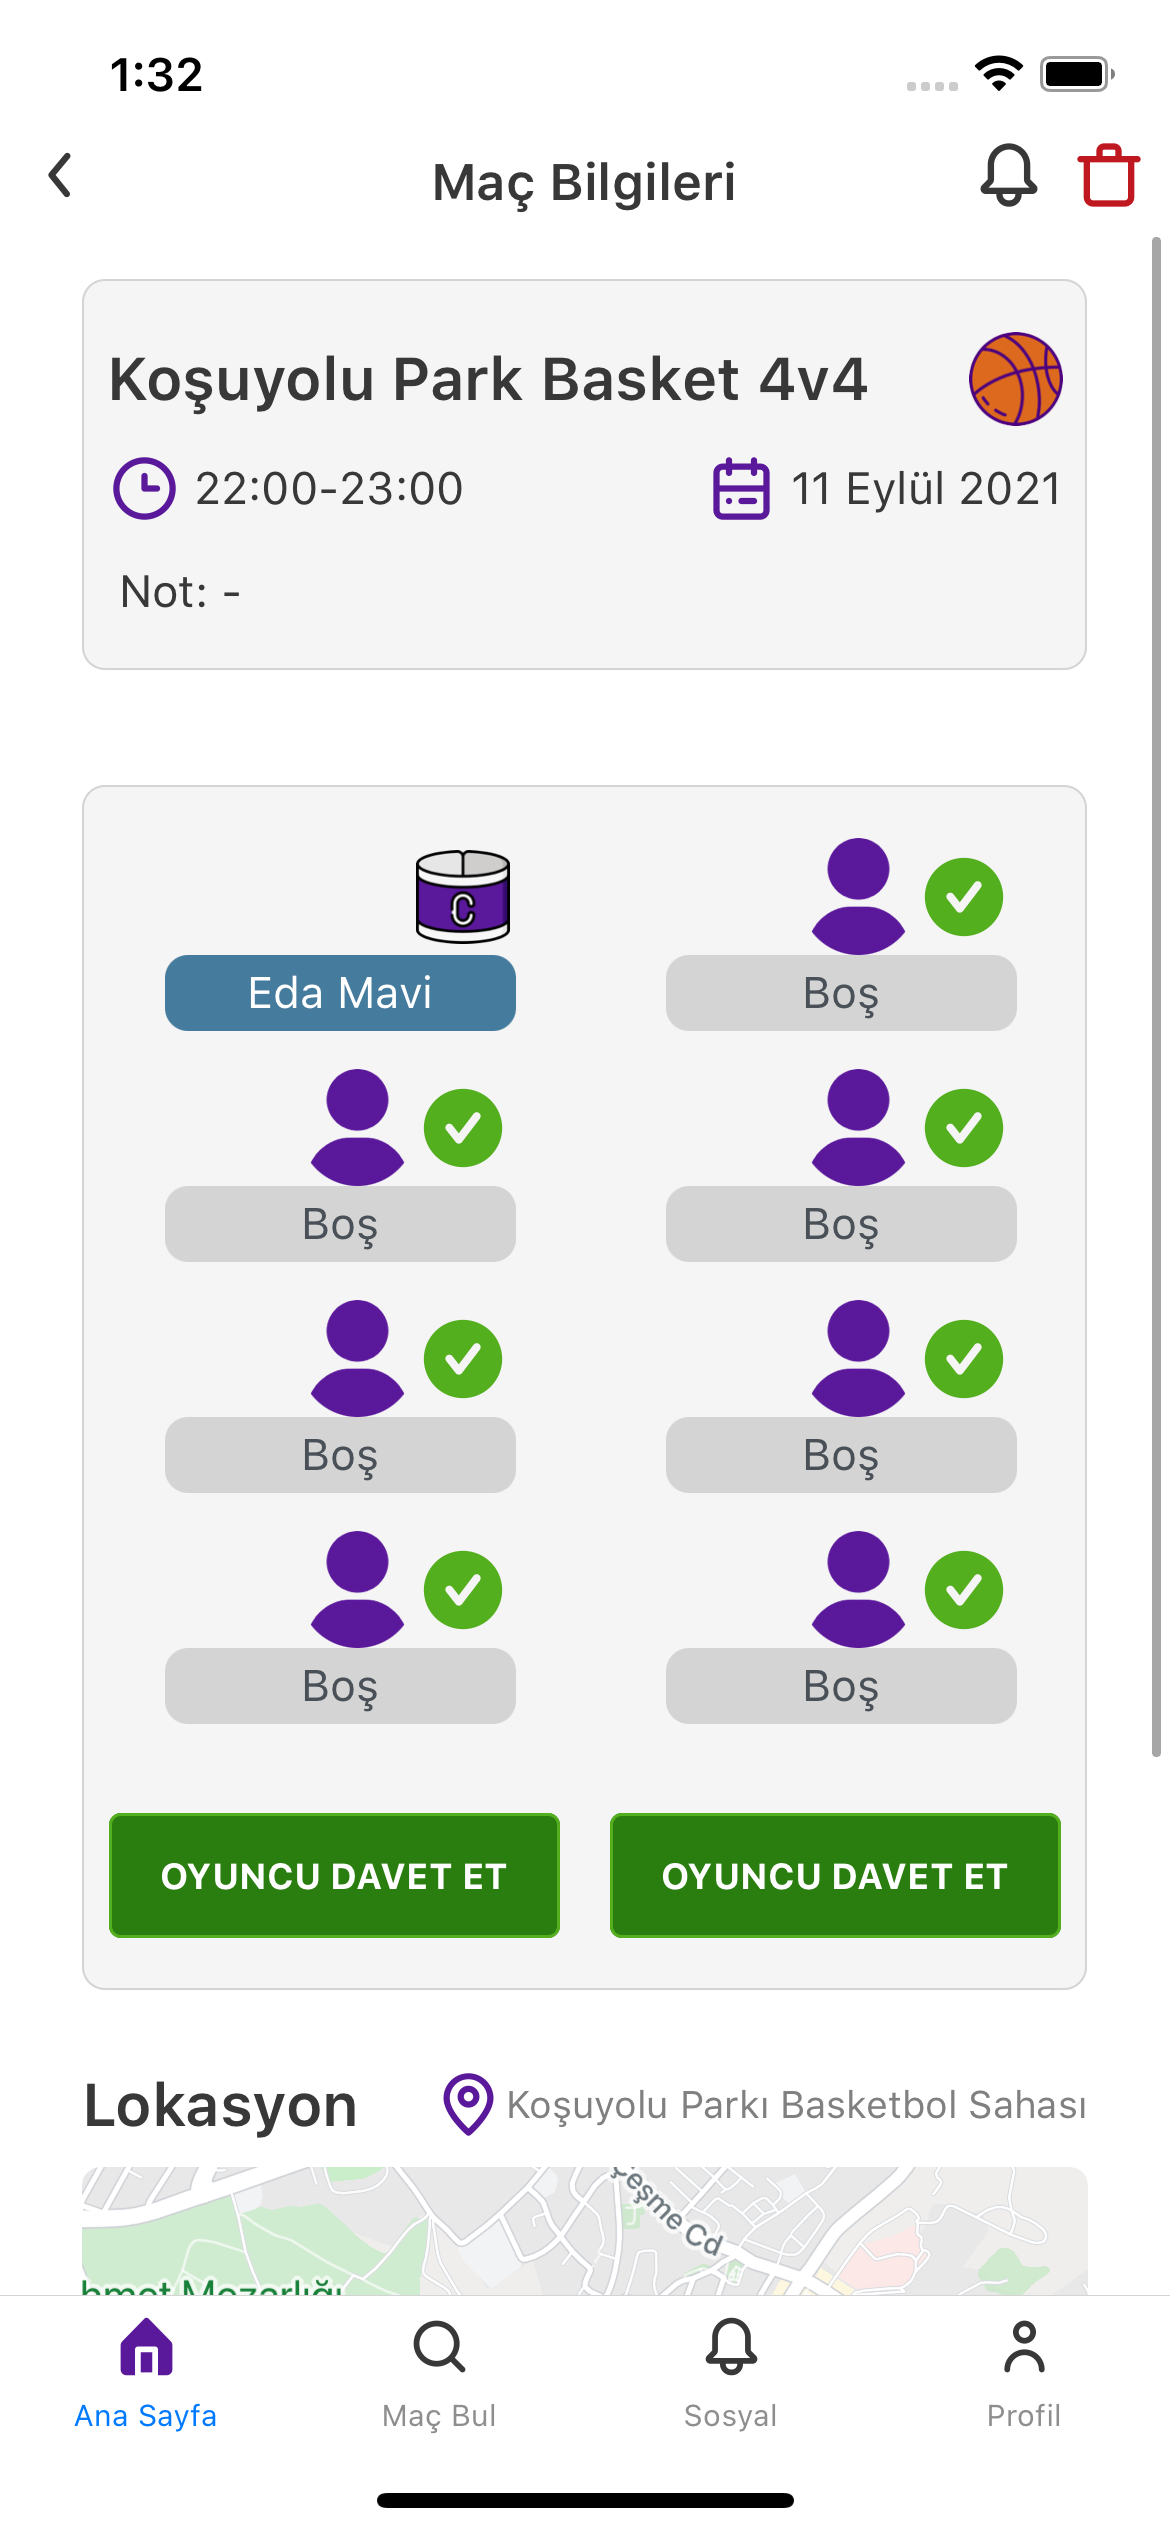 1:32
Maç Bilgileri
Koşuyolu Park Basket 4v4
22:00-23:00
11 Eylül 2021
Not: -
C
Eda Mavi
Boş
Boş
Boş
Boş
Boş
Boş
Boş
OYUNCU DAVET ET
OYUNCU DAVET ET
Lokasyon
Koşuyolu Parkı Basketbol Sahası
Çeşme Cd
hmet Mezarlığı
Ana Sayfa
Maç Bul
Sosyal
Profil